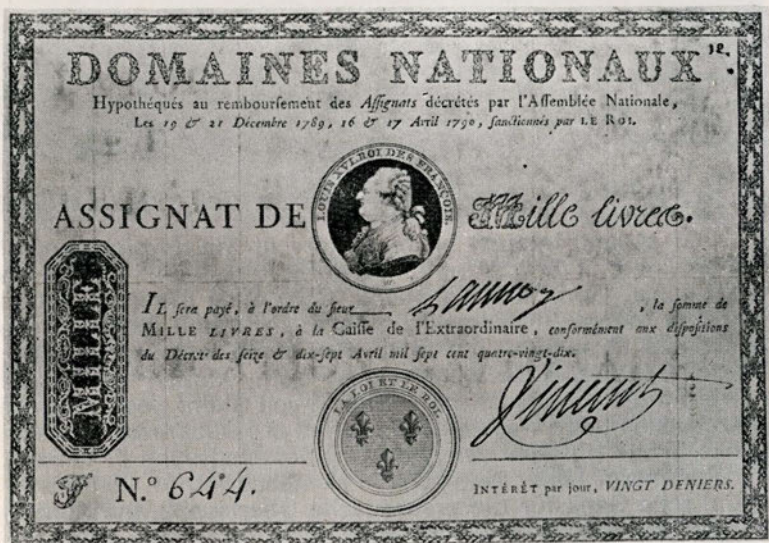 DOMAINES NATIONAUX
Hypothéqués au remboursement des Assignats décrétés par l'Assemblée Nationale,
Les 19 & 21 Décembre 1789, 16 & 17 Avril 1790, sanctionnés par LE ROI.
LOUIS XVI. ROI DES FRANÇOIS.
ASSIGNAT DE Mille livres.
MILLE
IL sera payé, à l'ordre du sieur , la somme de
MILLE LIVRES, à la Caisse de l'Extraordinaire, conformément aux dispositions
du Décret des seize & dix-sept Avril mil sept cent quatre-vingt-dix.
LA LOI ET LE ROI.
N.º 644.
INTÉRÊT par jour, VINGT DENIERS.